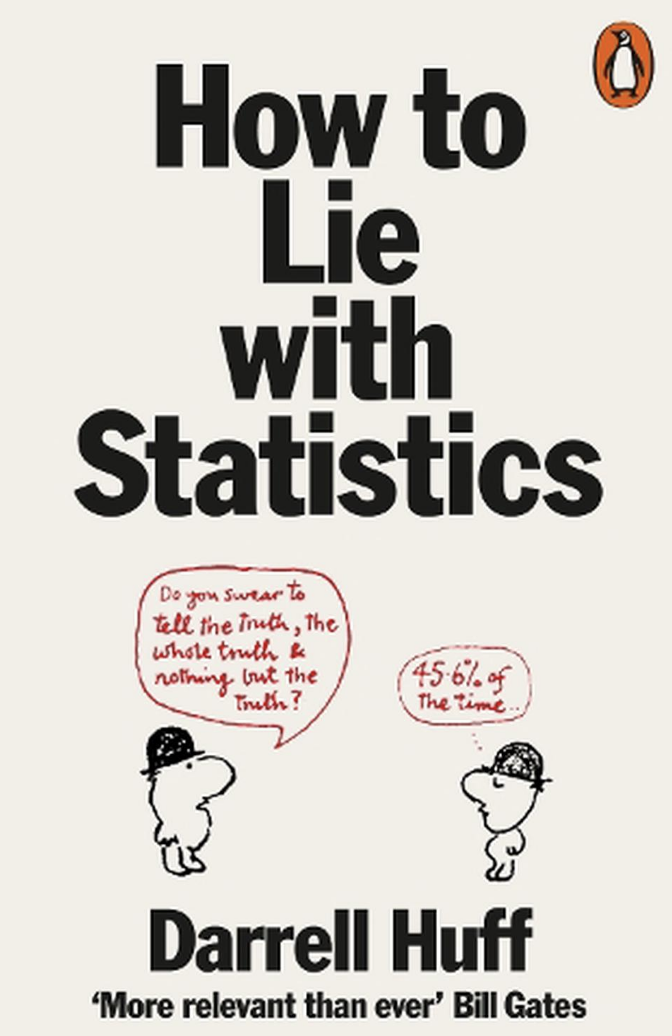 How to
Lie
with
Statistics
Do you swear to
tell the truth, the
whole truth &
nothing but the
truth?
45·6% of
the time...
Darrell Huff
‘More relevant than ever’ Bill Gates